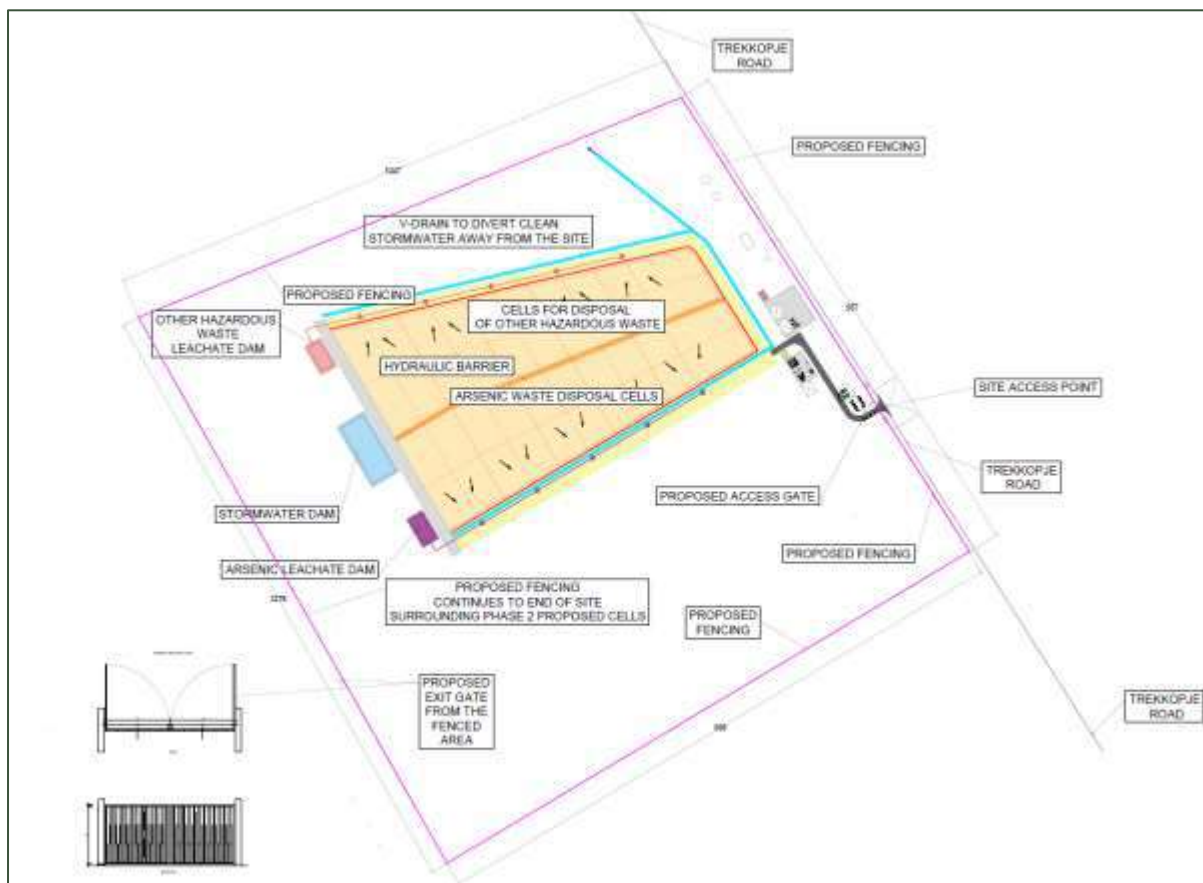 TREKKOPJE
ROAD
PROPOSED FENCING
V-DRAIN TO DIVERT CLEAN
STORMWATER AWAY FROM THE SITE
PROPOSED FENCING
OTHER HAZARDOUS
WASTE
LEACHATE DAM
CELLS FOR DISPOSAL
OF OTHER HAZARDOUS WASTE
HYDRAULIC BARRIER
ARSENIC WASTE DISPOSAL CELLS
SITE ACCESS POINT
TREKKOPJE
ROAD
PROPOSED ACCESS GATE
STORMWATER DAM
PROPOSED FENCING
ARSENIC LEACHATE DAM
PROPOSED FENCING
CONTINUES TO END OF SITE
SURROUNDING PHASE 2 PROPOSED CELLS
PROPOSED
FENCING
PROPOSED
EXIT GATE
FROM THE
FENCED
AREA
TREKKOPJE
ROAD